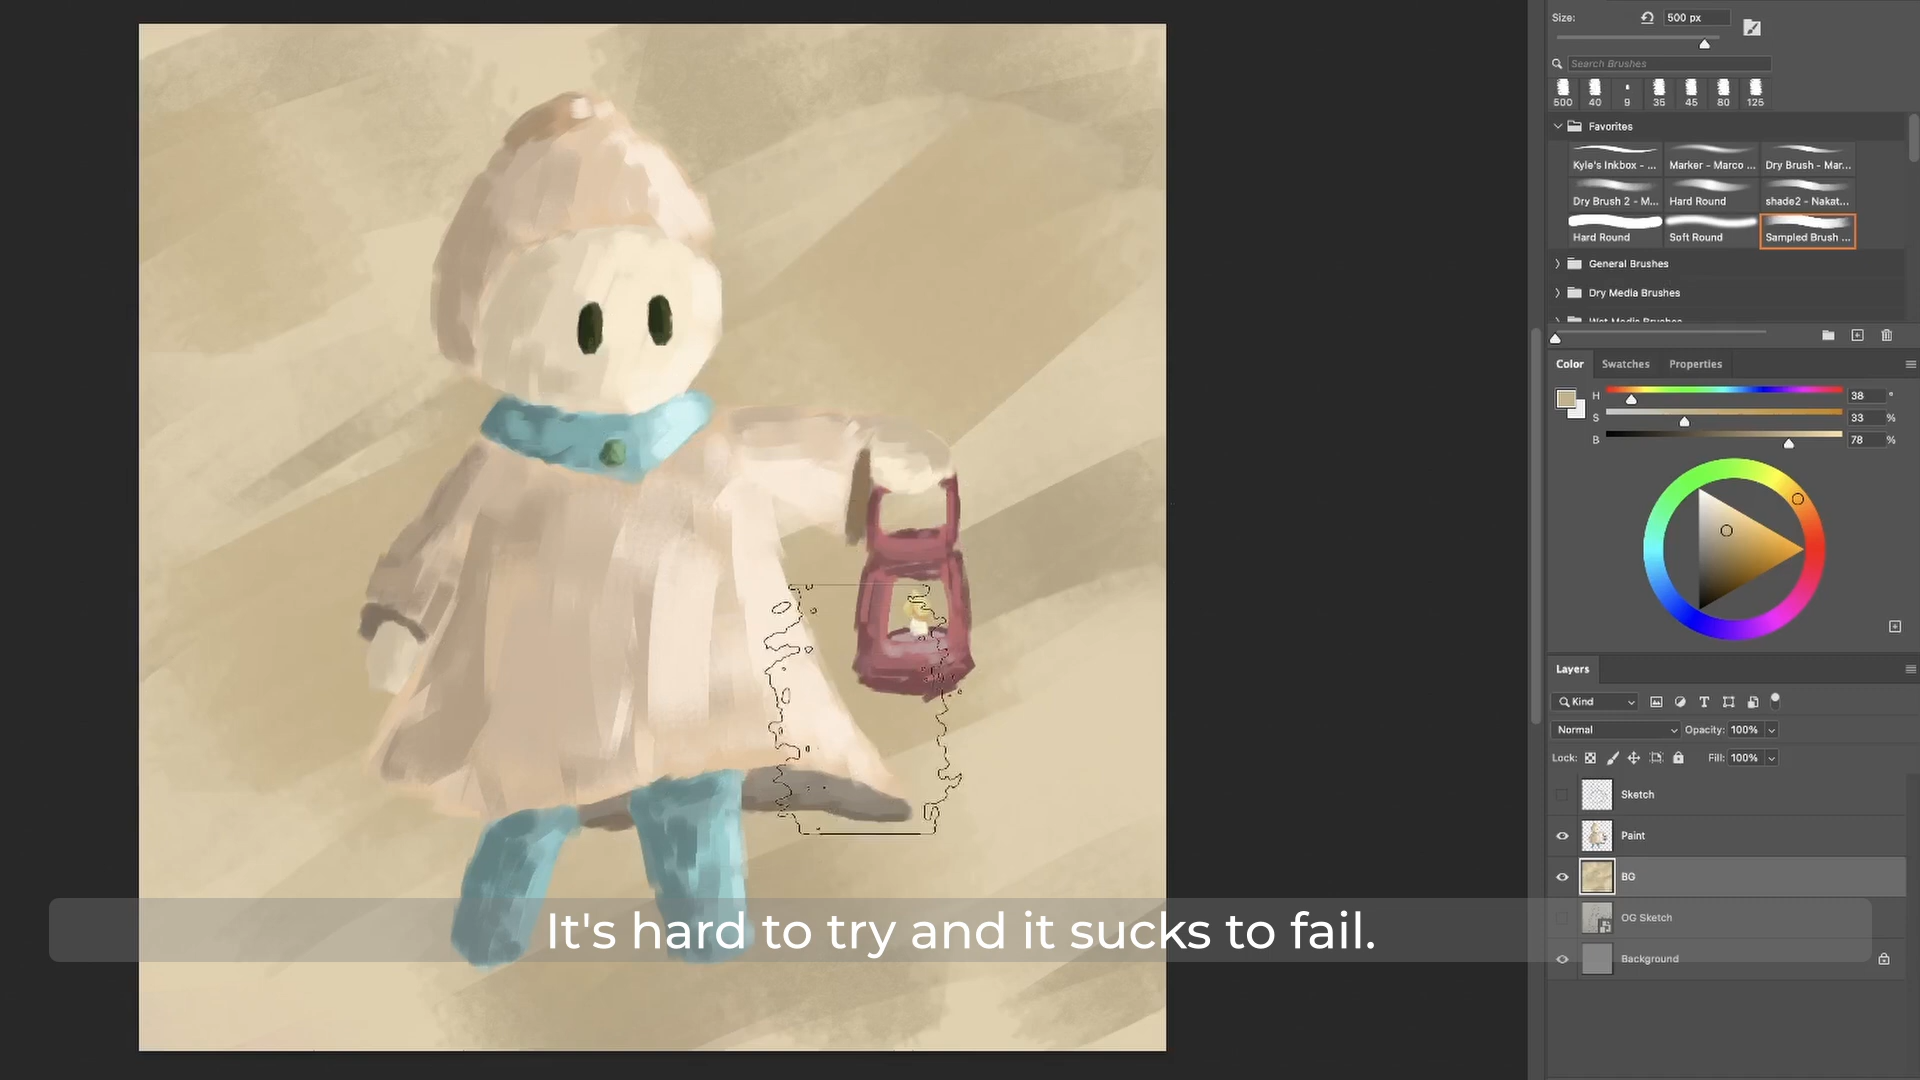 Size:
500 px
Search Brushes
500 40 9 35 45 80 125
Favorites
Kyle's Inkbox - ... Marker - Marco ... Dry Brush - Mar...
Dry Brush 2 - M... Hard Round shade2 - Nakat...
Hard Round Soft Round Sampled Brush ...
General Brushes
Dry Media Brushes
Wet Media Brushes
Color Swatches Properties
H 38 °
S 33 %
B 78 %
Layers
Kind
Normal Opacity: 100%
Lock: Fill: 100%
Sketch
Paint
BG
OG Sketch
Background
It's hard to try and it sucks to fail.